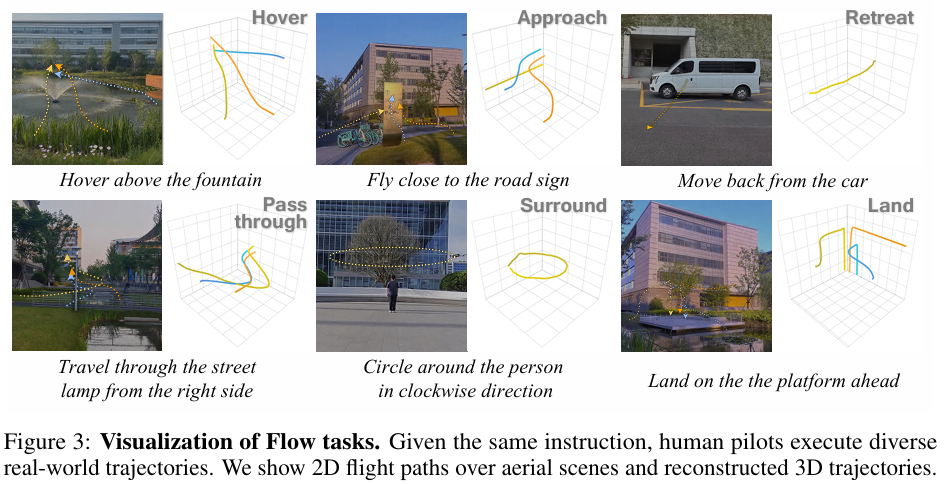 Hover
Approach
Retreat
Hover above the fountain
Fly close to the road sign
Move back from the car
Pass
through
Surround
Land
Travel through the street
lamp from the right side
Circle around the person
in clockwise direction
Land on the the platform ahead
Figure 3: Visualization of Flow tasks. Given the same instruction, human pilots execute diverse
real-world trajectories. We show 2D flight paths over aerial scenes and reconstructed 3D trajectories.